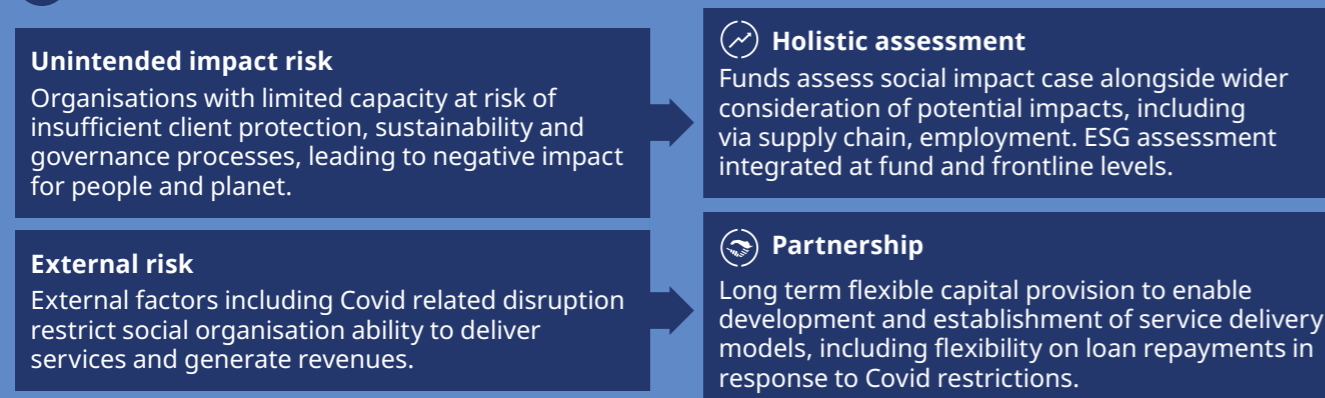 Unintended impact risk
Organisations with limited capacity at risk of
insufficient client protection, sustainability and
governance processes, leading to negative impact
for people and planet.
Holistic assessment
Funds assess social impact case alongside wider
consideration of potential impacts, including
via supply chain, employment. ESG assessment
integrated at fund and frontline levels.
External risk
External factors including Covid related disruption
restrict social organisation ability to deliver
services and generate revenues.
Partnership
Long term flexible capital provision to enable
development and establishment of service delivery
models, including flexibility on loan repayments in
response to Covid restrictions.